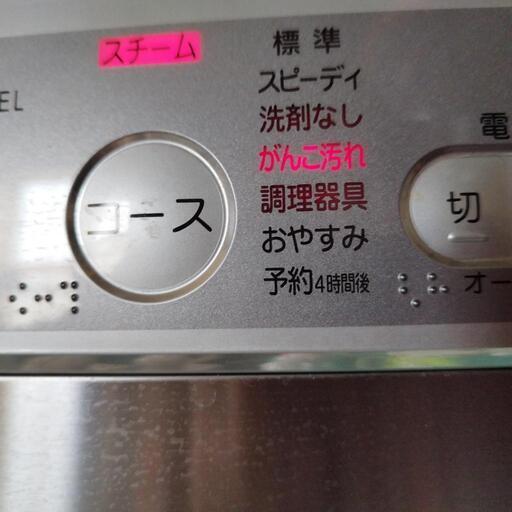 スチーム
EL
コース
標準
スピーディ
洗剤なし
がんこ汚れ
調理器具
おやすみ
予約4時間後
電
切
オー